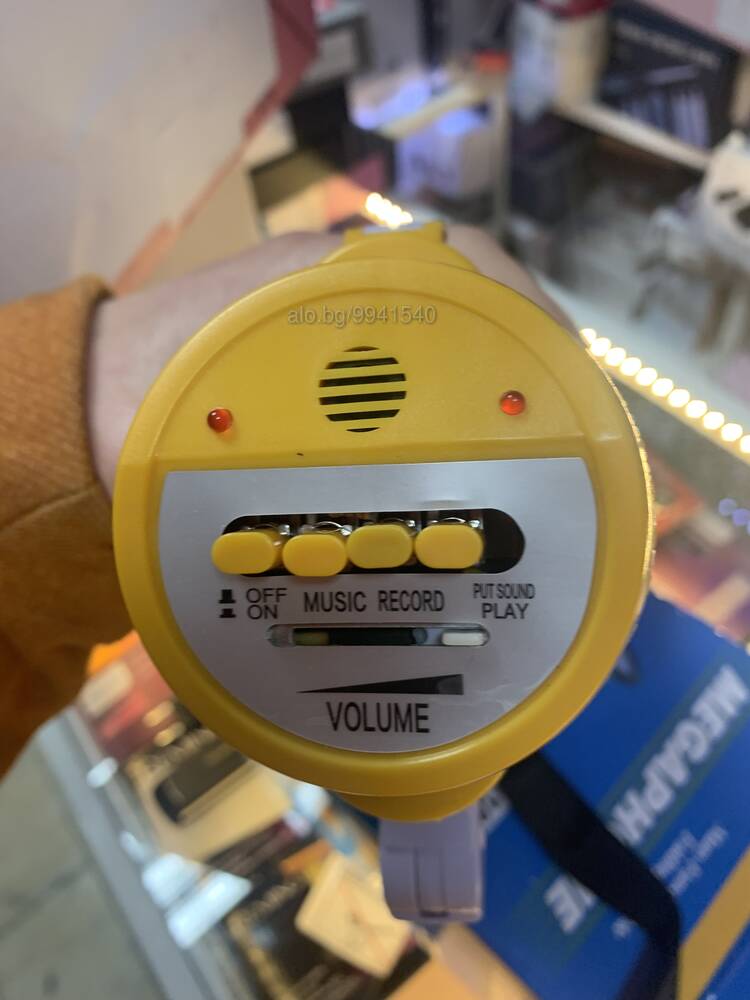 alo.bg/9941540
OFF
ON
MUSIC RECORD
PUT SOUND
PLAY
VOLUME
MEGAPHONE